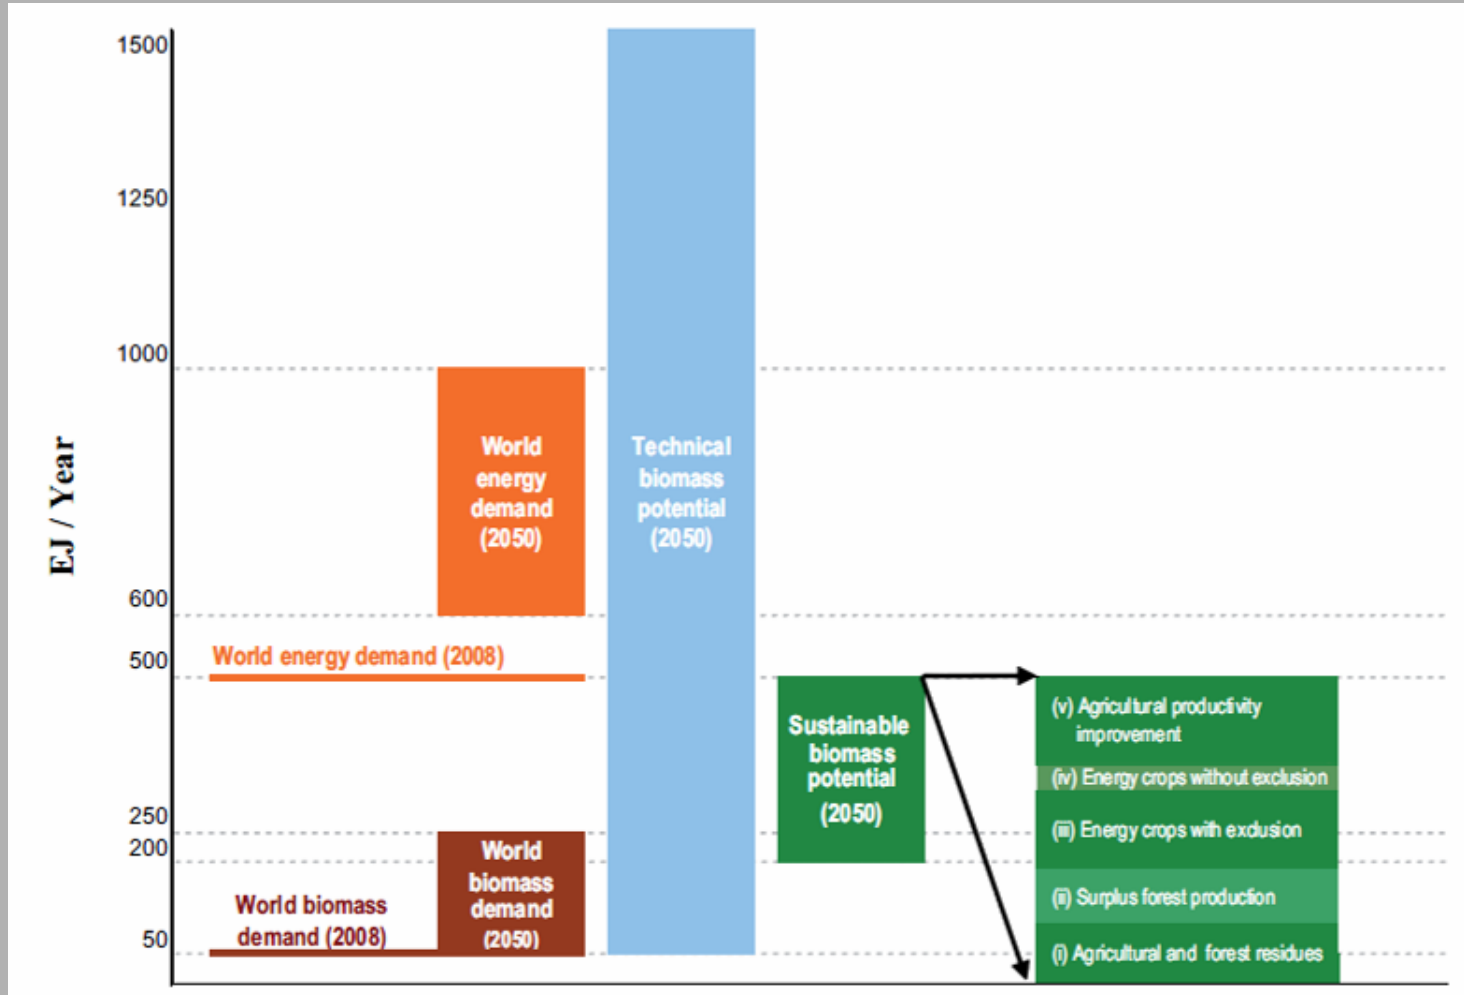 1500
1250
1000
600
500
250
200
50
EJ / Year
World
energy
demand
(2050)
World energy demand (2008)
World biomass
demand (2008)
World
biomass
demand
(2050)
Technical
biomass
potential
(2050)
Sustainable
biomass
potential
(2050)
(v) Agricultural productivity
improvement
(iv) Energy crops without exclusion
(iii) Energy crops with exclusion
(ii) Surplus forest production
(i) Agricultural and forest residues